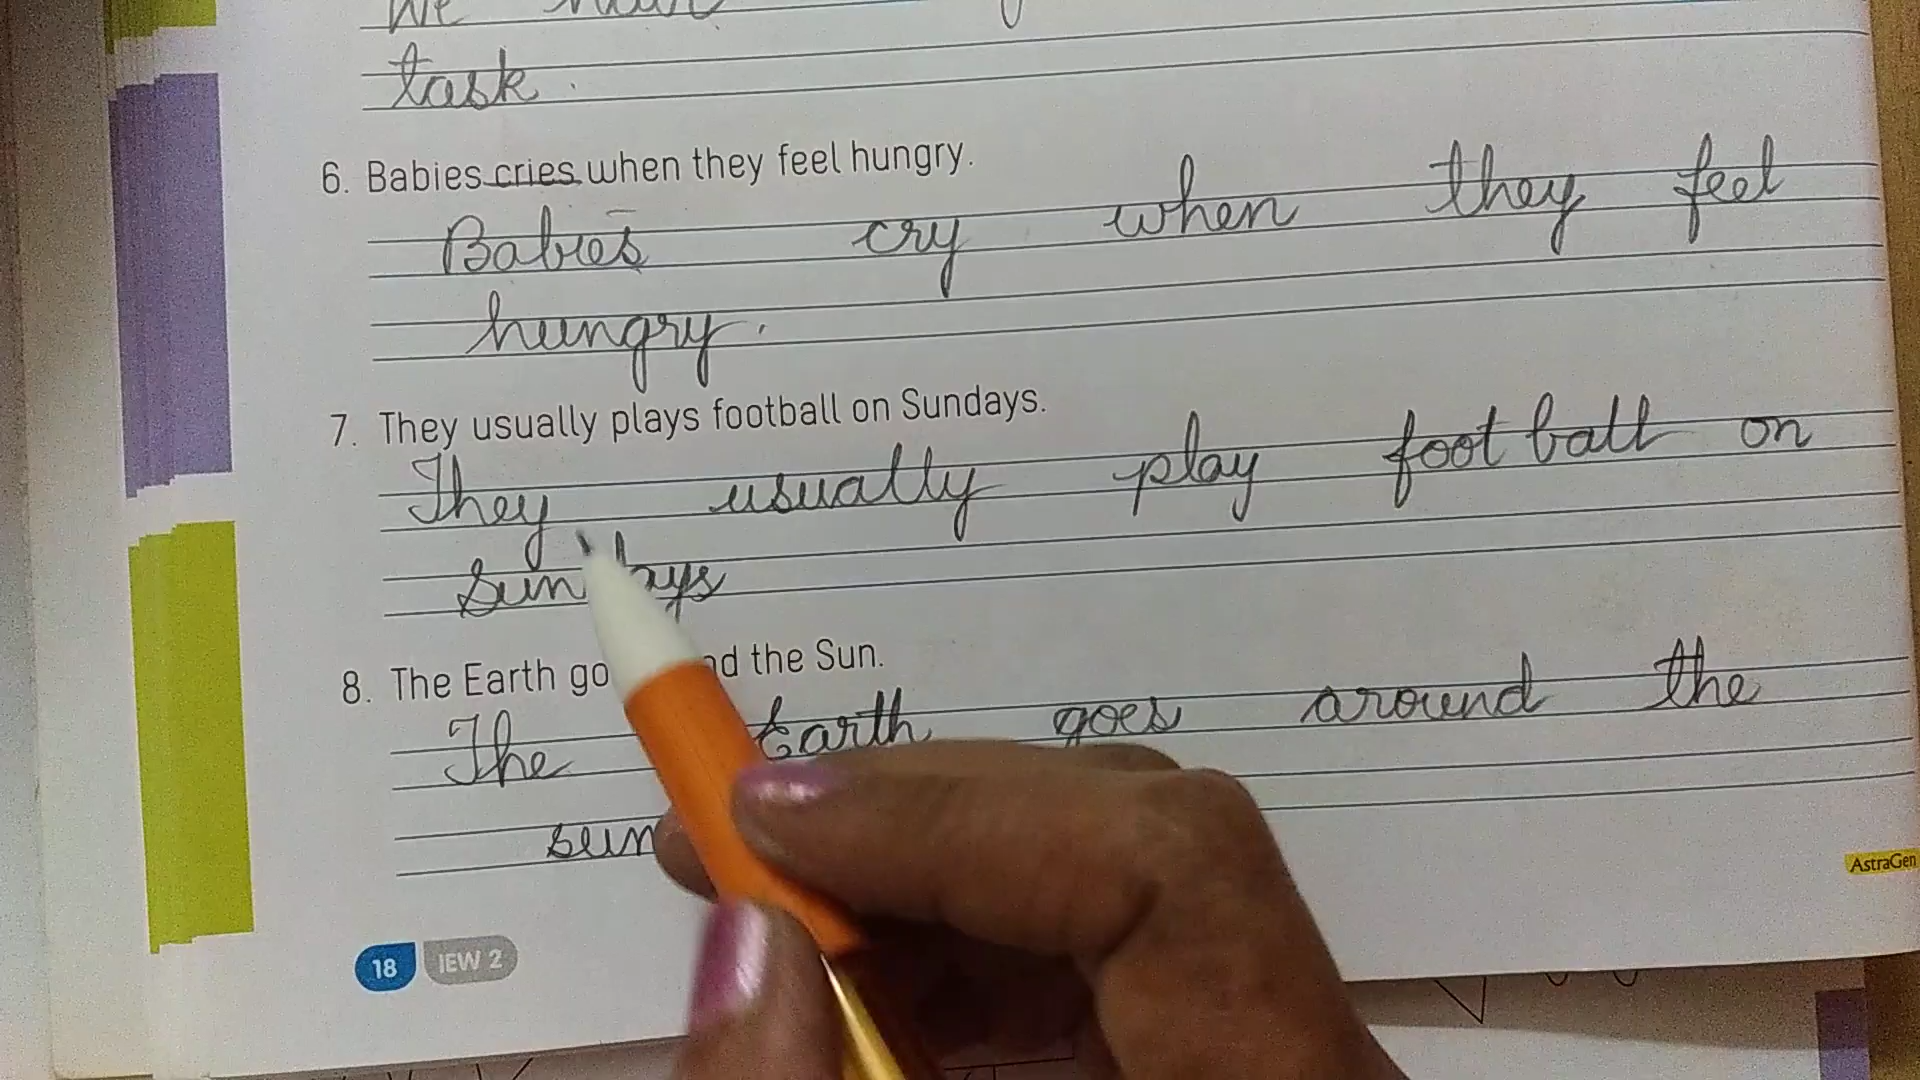 We
task.
6. Babies cries when they feel hungry.
Babies cry when they feel
hungry.
7. They usually plays football on Sundays.
They usually play foot ball on
Sundays
8. The Earth the Sun.
The Earth goes around the
sun
AstraGen
18 IEW 2